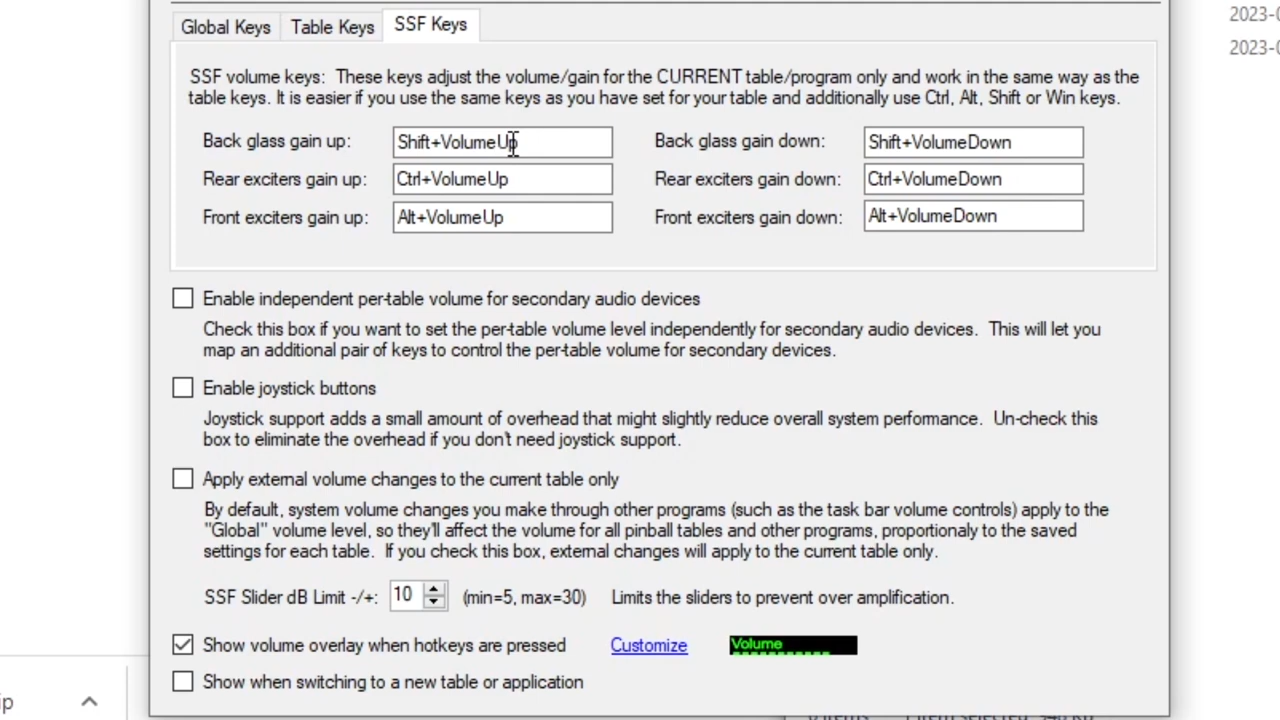 2023-0
Global Keys Table Keys SSF Keys
2023-0
SSF volume keys: These keys adjust the volume/gain for the CURRENT table/program only and work in the same way as the
table keys. It is easier if you use the same keys as you have set for your table and additionally use Ctrl, Alt, Shift or Win keys.
Back glass gain up: Shift+VolumeUp Back glass gain down: Shift+VolumeDown
Rear exciters gain up: Ctrl+VolumeUp Rear exciters gain down: Ctrl+VolumeDown
Front exciters gain up: Alt+VolumeUp Front exciters gain down: Alt+VolumeDown
Enable independent per-table volume for secondary audio devices
Check this box if you want to set the per-table volume level independently for secondary audio devices. This will let you
map an additional pair of keys to control the per-table volume for secondary devices.
Enable joystick buttons
Joystick support adds a small amount of overhead that might slightly reduce overall system performance. Un-check this
box to eliminate the overhead if you don't need joystick support.
Apply external volume changes to the current table only
By default, system volume changes you make through other programs (such as the task bar volume controls) apply to the
"Global" volume level, so they'll affect the volume for all pinball tables and other programs, proportionaly to the saved
settings for each table. If you check this box, external changes will apply to the current table only.
SSF Slider dB Limit -/+: 10 (min=5, max=30) Limits the sliders to prevent over amplification.
Show volume overlay when hotkeys are pressed Customize Volume
Show when switching to a new table or application
ip